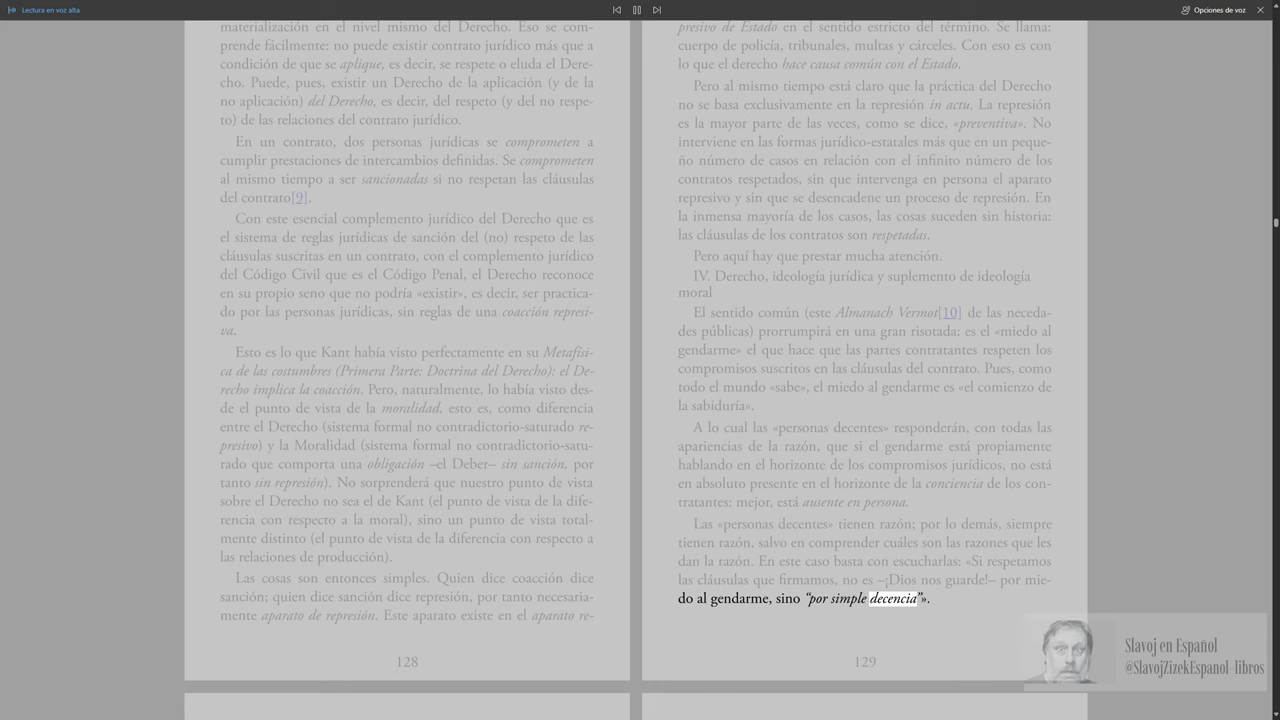 Lectura en voz alta
Opciones de voz
materialización en el nivel mismo del Derecho. Eso se com-
prende fácilmente: no puede existir contrato jurídico más que a
condición de que se aplique, es decir, se respete o eluda el Dere-
cho. Puede, pues, existir un Derecho de la aplicación (y de la
no aplicación) del Derecho, es decir, del respeto (y del no respe-
to) de las relaciones del contrato jurídico.
En un contrato, dos personas jurídicas se comprometen a
cumplir prestaciones de intercambios definidas. Se comprometen
al mismo tiempo a ser sancionadas si no respetan las cláusulas
del contrato[9].
Con este esencial complemento jurídico del Derecho que es
el sistema de reglas jurídicas de sanción del (no) respeto de las
cláusulas suscritas en un contrato, con el complemento jurídico
del Código Civil que es el Código Penal, el Derecho reconoce
en su propio seno que no podría «existir», es decir, ser practica-
do por las personas jurídicas, sin reglas de una coacción represi-
va.
Esto es lo que Kant había visto perfectamente en su Metafísi-
ca de las costumbres (Primera Parte: Doctrina del Derecho): el De-
recho implica la coacción. Pero, naturalmente, lo había visto des-
de el punto de vista de la moralidad, esto es, como diferencia
entre el Derecho (sistema formal no contradictorio-saturado re-
presivo) y la Moralidad (sistema formal no contradictorio-satu-
rado que comporta una obligación –el Deber– sin sanción, por
tanto sin represión). No sorprenderá que nuestro punto de vista
sobre el Derecho no sea el de Kant (el punto de vista de la dife-
rencia con respecto a la moral), sino un punto de vista total-
mente distinto (el punto de vista de la diferencia con respecto a
las relaciones de producción).
Las cosas son entonces simples. Quien dice coacción dice
sanción; quien dice sanción dice represión, por tanto necesaria-
mente aparato de represión. Este aparato existe en el aparato re-
128
presivo de Estado en el sentido estricto del término. Se llama:
cuerpo de policía, tribunales, multas y cárceles. Con eso es con
lo que el derecho hace causa común con el Estado.
Pero al mismo tiempo está claro que la práctica del Derecho
no se basa exclusivamente en la represión in actu. La represión
es la mayor parte de las veces, como se dice, «preventiva». No
interviene en las formas jurídico-estatales más que en un peque-
ño número de casos en relación con el infinito número de los
contratos respetados, sin que intervenga en persona el aparato
represivo y sin que se desencadene un proceso de represión. En
la inmensa mayoría de los casos, las cosas suceden sin historia:
las cláusulas de los contratos son respetadas.
Pero aquí hay que prestar mucha atención.
IV. Derecho, ideología jurídica y suplemento de ideología
moral
El sentido común (este Almanach Vermot[10] de las neceda-
des públicas) prorrumpirá en una gran risotada: es el «miedo al
gendarme» el que hace que las partes contratantes respeten los
compromisos suscritos en las cláusulas del contrato. Pues, como
todo el mundo «sabe», el miedo al gendarme es «el comienzo de
la sabiduría».
A lo cual las «personas decentes» responderán, con todas las
apariencias de la razón, que si el gendarme está propiamente
hablando en el horizonte de los compromisos jurídicos, no está
en absoluto presente en el horizonte de la conciencia de los con-
tratantes: mejor, está ausente en persona.
Las «personas decentes» tienen razón; por lo demás, siempre
tienen razón, salvo en comprender cuáles son las razones que les
dan la razón. En este caso basta con escucharlas: «Si respetamos
las cláusulas que firmamos, no es –¡Dios nos guarde!– por mie-
do al gendarme, sino “por simple decencia”».
129
Slavoj en Español
@SlavojZizekEspanol-libros